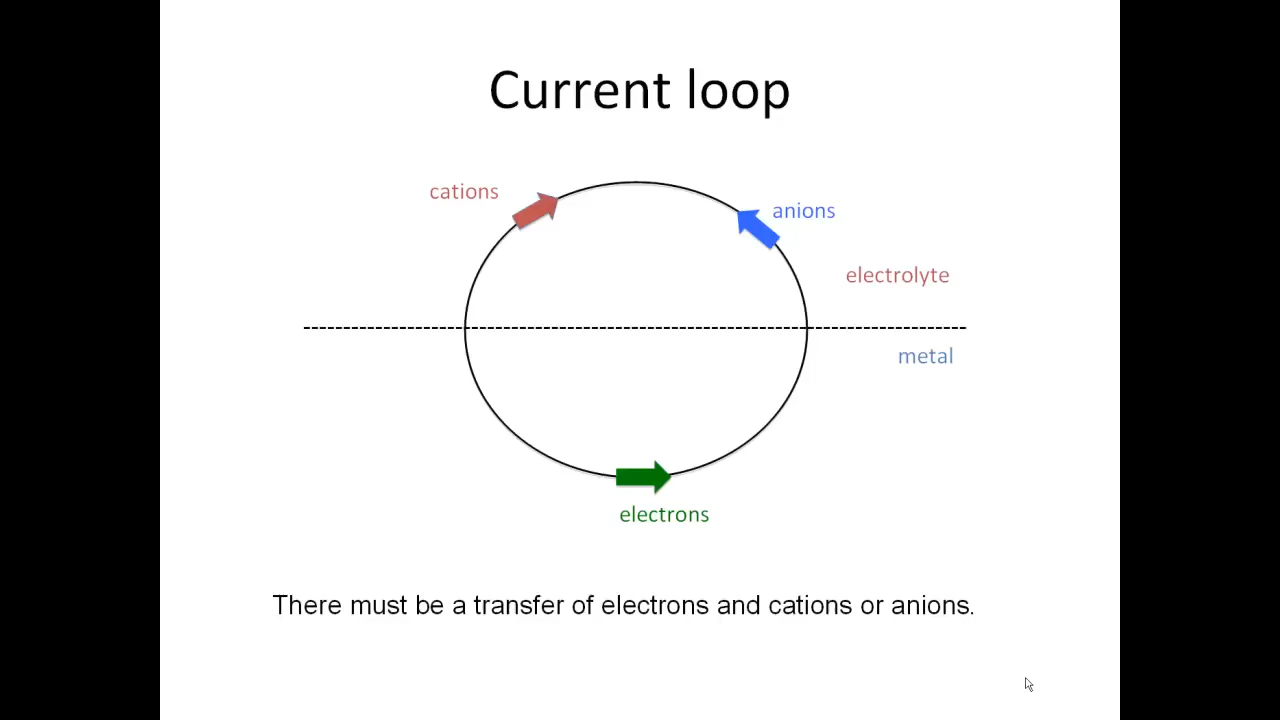 Current loop
cations
anions
electrolyte
metal
electrons
There must be a transfer of electrons and cations or anions.